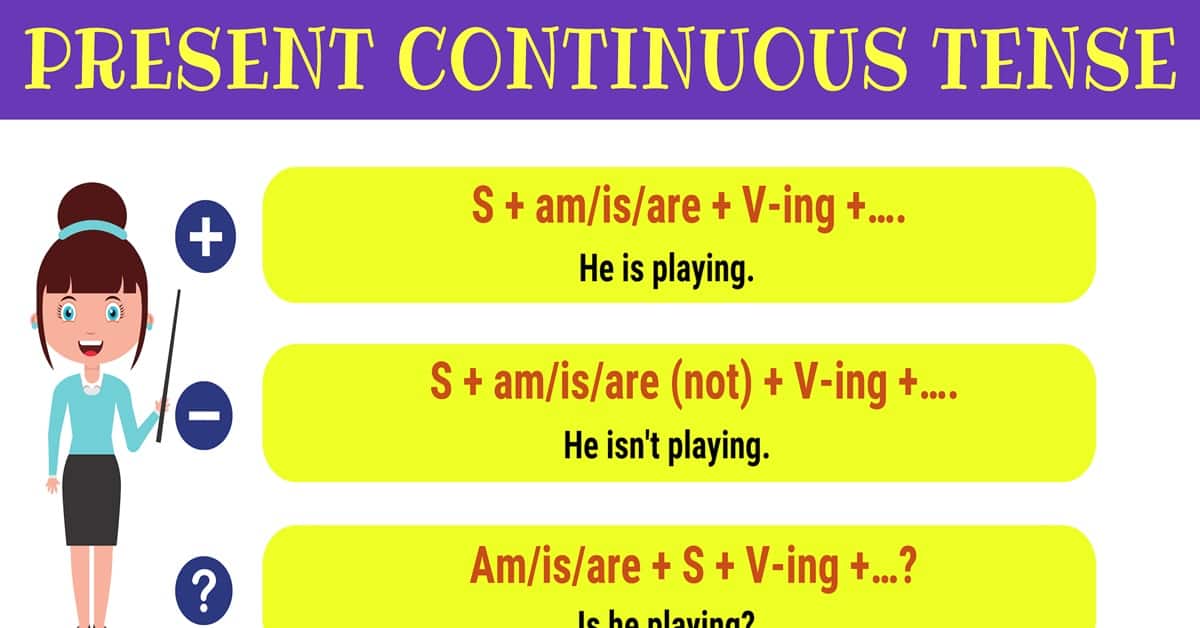 PRESENT CONTINUOUS TENSE
+
S + am/is/are + V-ing +....
He is playing.
–
S + am/is/are (not) + V-ing +....
He isn't playing.
?
Am/is/are + S + V-ing +...?
Is he playing?